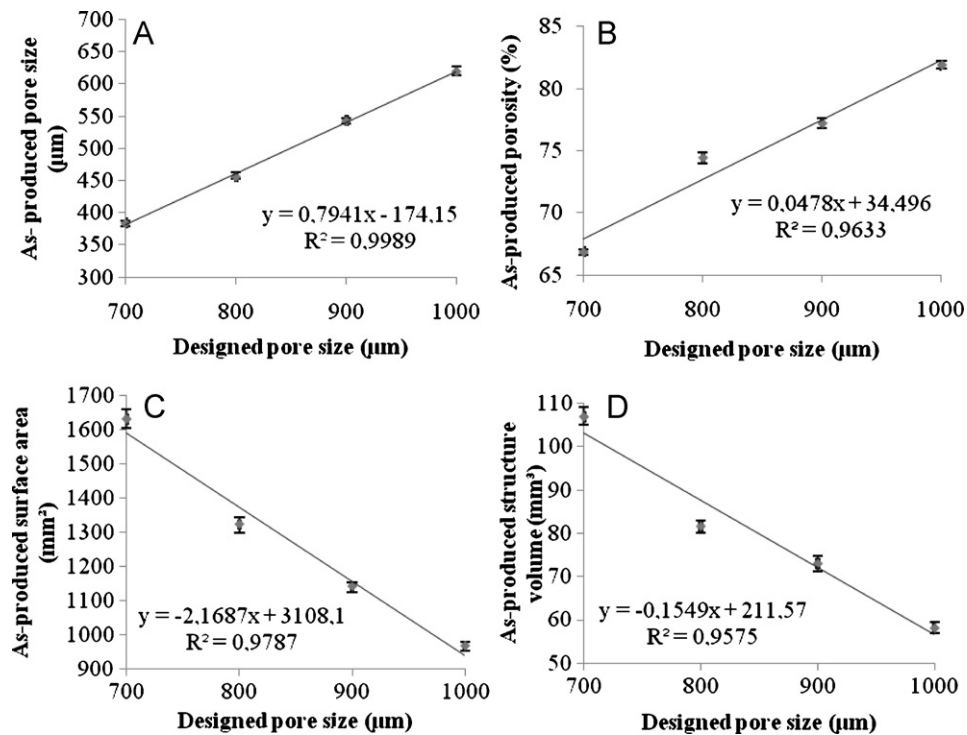 A
As- produced pore size
(μm)
700
650
600
550
500
450
400
350
300
y = 0,7941x - 174,15
R² = 0,9989
700
800
900
1000
Designed pore size (μm)
B
As-produced porosity (%)
80
75
70
65
y = 0,0478x + 34,496
R² = 0,9633
700
800
900
1000
Designed pore size (μm)
C
As-produced surface area
(mm²)
1700
1600
1500
1400
1300
1200
1100
1000
900
y = -2,1687x + 3108,1
R² = 0,9787
700
800
900
1000
Designed pore size (μm)
D
As-produced structure
volume (mm³)
110
100
90
80
70
60
50
y = -0,1549x + 211,57
R² = 0,9575
700
800
900
1000
Designed pore size (μm)